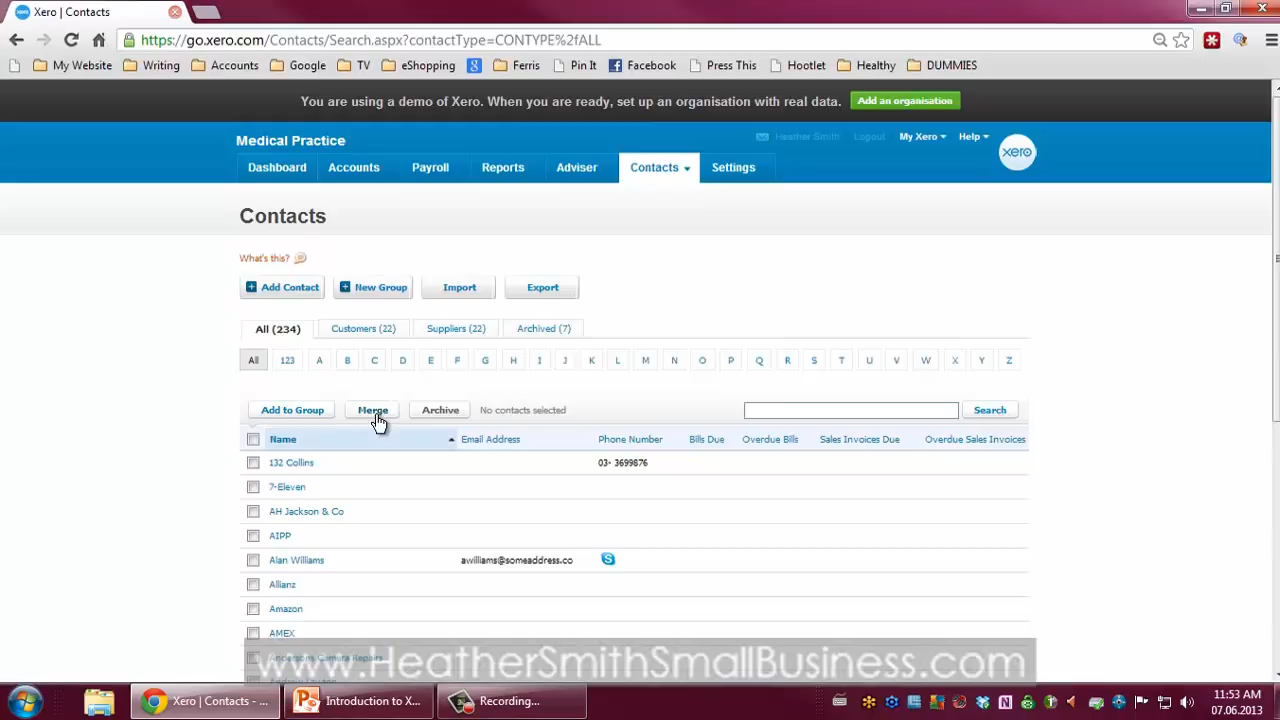 Xero | Contacts
https://go.xero.com/Contacts/Search.aspx?contactType=CONTYPE%2fALL
My Website Writing Accounts Google TV eShopping Ferris Pin It Facebook Press This Hootlet Healthy DUMMIES
You are using a demo of Xero. When you are ready, set up an organisation with real data. Add an organisation
Medical Practice Heather Smith Logout My Xero Help
xero
Dashboard Accounts Payroll Reports Adviser Contacts Settings
Contacts
What's this?
Add Contact New Group Import Export
All (234) Customers (22) Suppliers (22) Archived (7)
All 123 A B C D E F G H I J K L M N O P Q R S T U V W X Y Z
Add to Group Merge Archive No contacts selected Search
Name Email Address Phone Number Bills Due Overdue Bills Sales Invoices Due Overdue Sales Invoices
132 Collins 03- 3699876
7-Eleven
AH Jackson & Co
AIPP
Alan Williams awilliams@someaddress.co
Allianz
Amazon
AMEX
Andersons Camera Repairs
Xero | Contacts - ... Introduction to X... Recording... 11:53 AM
07.06.2013